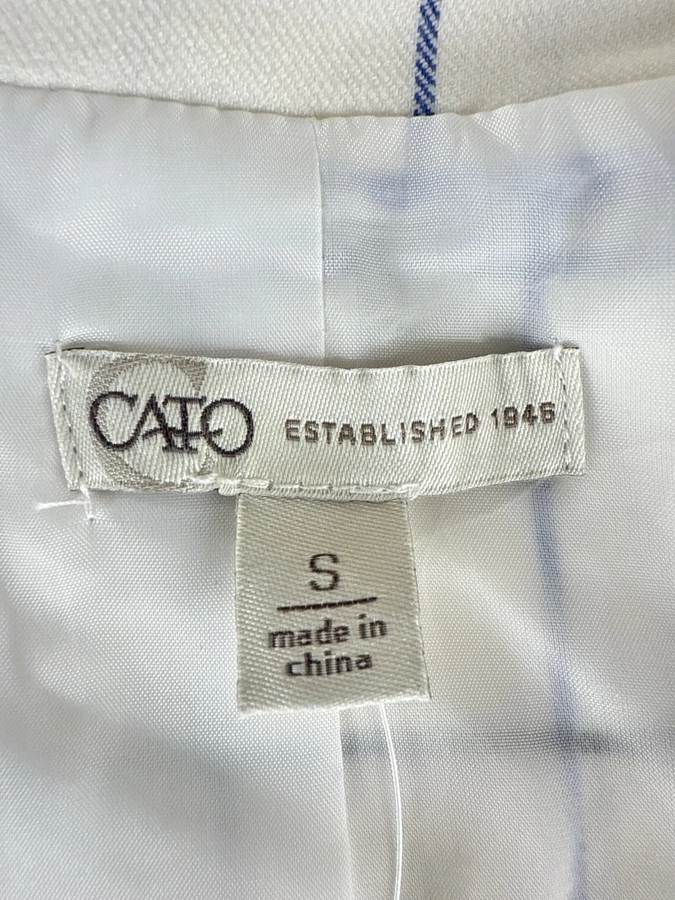 CATO ESTABLISHED 1946
S
made in
china